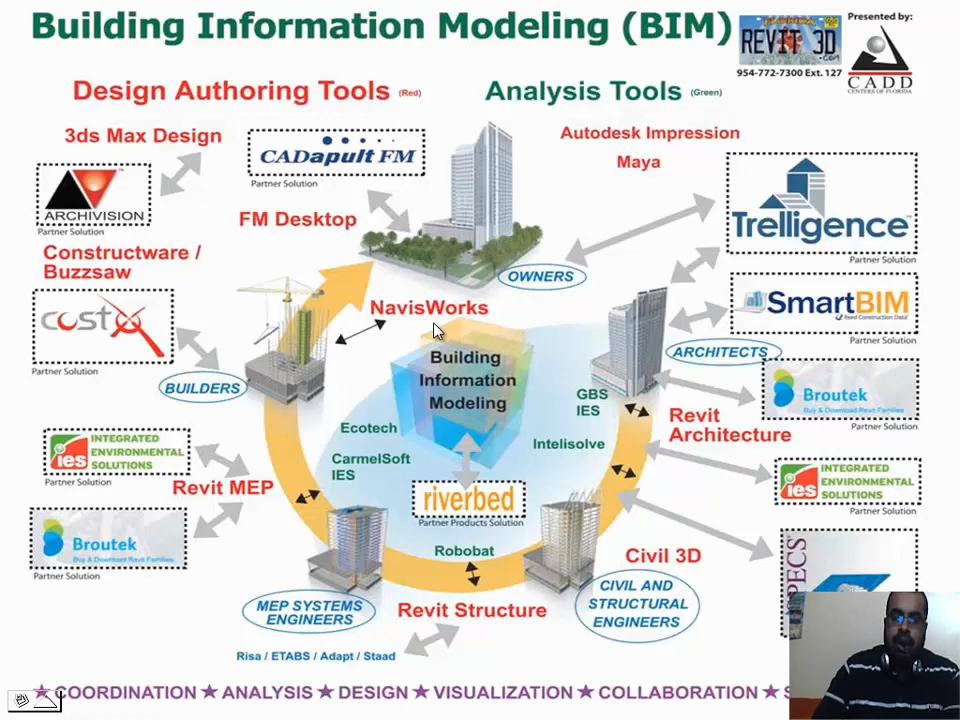 Building Information Modeling (BIM)
REVIT 3D
.com
954-772-7300 Ext. 127
Presented by:
CADD
CENTERS OF FLORIDA
Design Authoring Tools (Red)
Analysis Tools (Green)
3ds Max Design
CADapult FM
Partner Solution
Autodesk Impression
Maya
ARCHIVISION
Partner Solution
FM Desktop
Trelligence
Partner Solution
Constructware /
Buzzsaw
OWNERS
costX
Partner Solution
NavisWorks
SmartBIM
Reed Construction Data
Partner Solution
BUILDERS
Building
Information
Modeling
ARCHITECTS
Broutek
Buy & Download Revit Families
Partner Solution
GBS
IES
Revit
Architecture
Ecotech
Intelisolve
CarmelSoft
IES
ies INTEGRATED
ENVIRONMENTAL
SOLUTIONS
Partner Solution
ies INTEGRATED
ENVIRONMENTAL
SOLUTIONS
Partner Solution
Revit MEP
riverbed
Partner Products Solution
Broutek
Buy & Download Revit Families
Partner Solution
Robobat
Civil 3D
MEP SYSTEMS
ENGINEERS
Revit Structure
CIVIL AND
STRUCTURAL
ENGINEERS
Risa / ETABS / Adapt / Staad
★ COORDINATION ★ ANALYSIS ★ DESIGN ★ VISUALIZATION ★ COLLABORATION ★